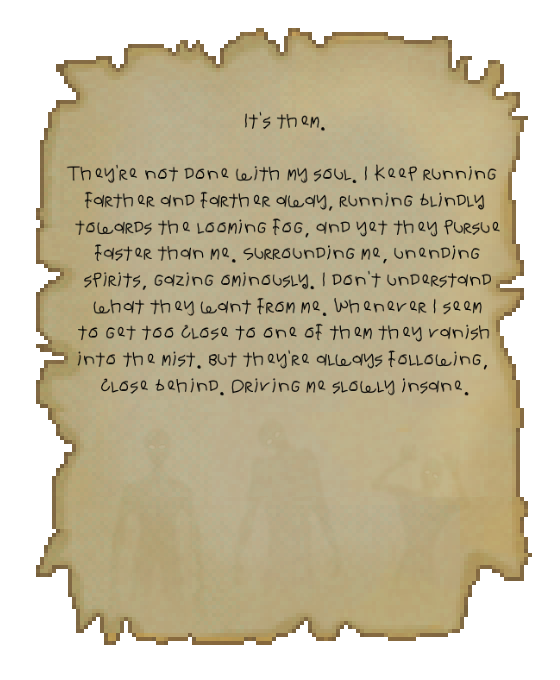 It's them.
They're not done with my soul. I keep running
farther and farther away, running blindly
towards the looming fog, and yet they pursue
faster than me. Surrounding me, unending
spirits, gazing ominously. I don't understand
what they want from me. Whenever I seem
to get too close to one of them they vanish
into the mist. But they're always following,
close behind. Driving me slowly insane.